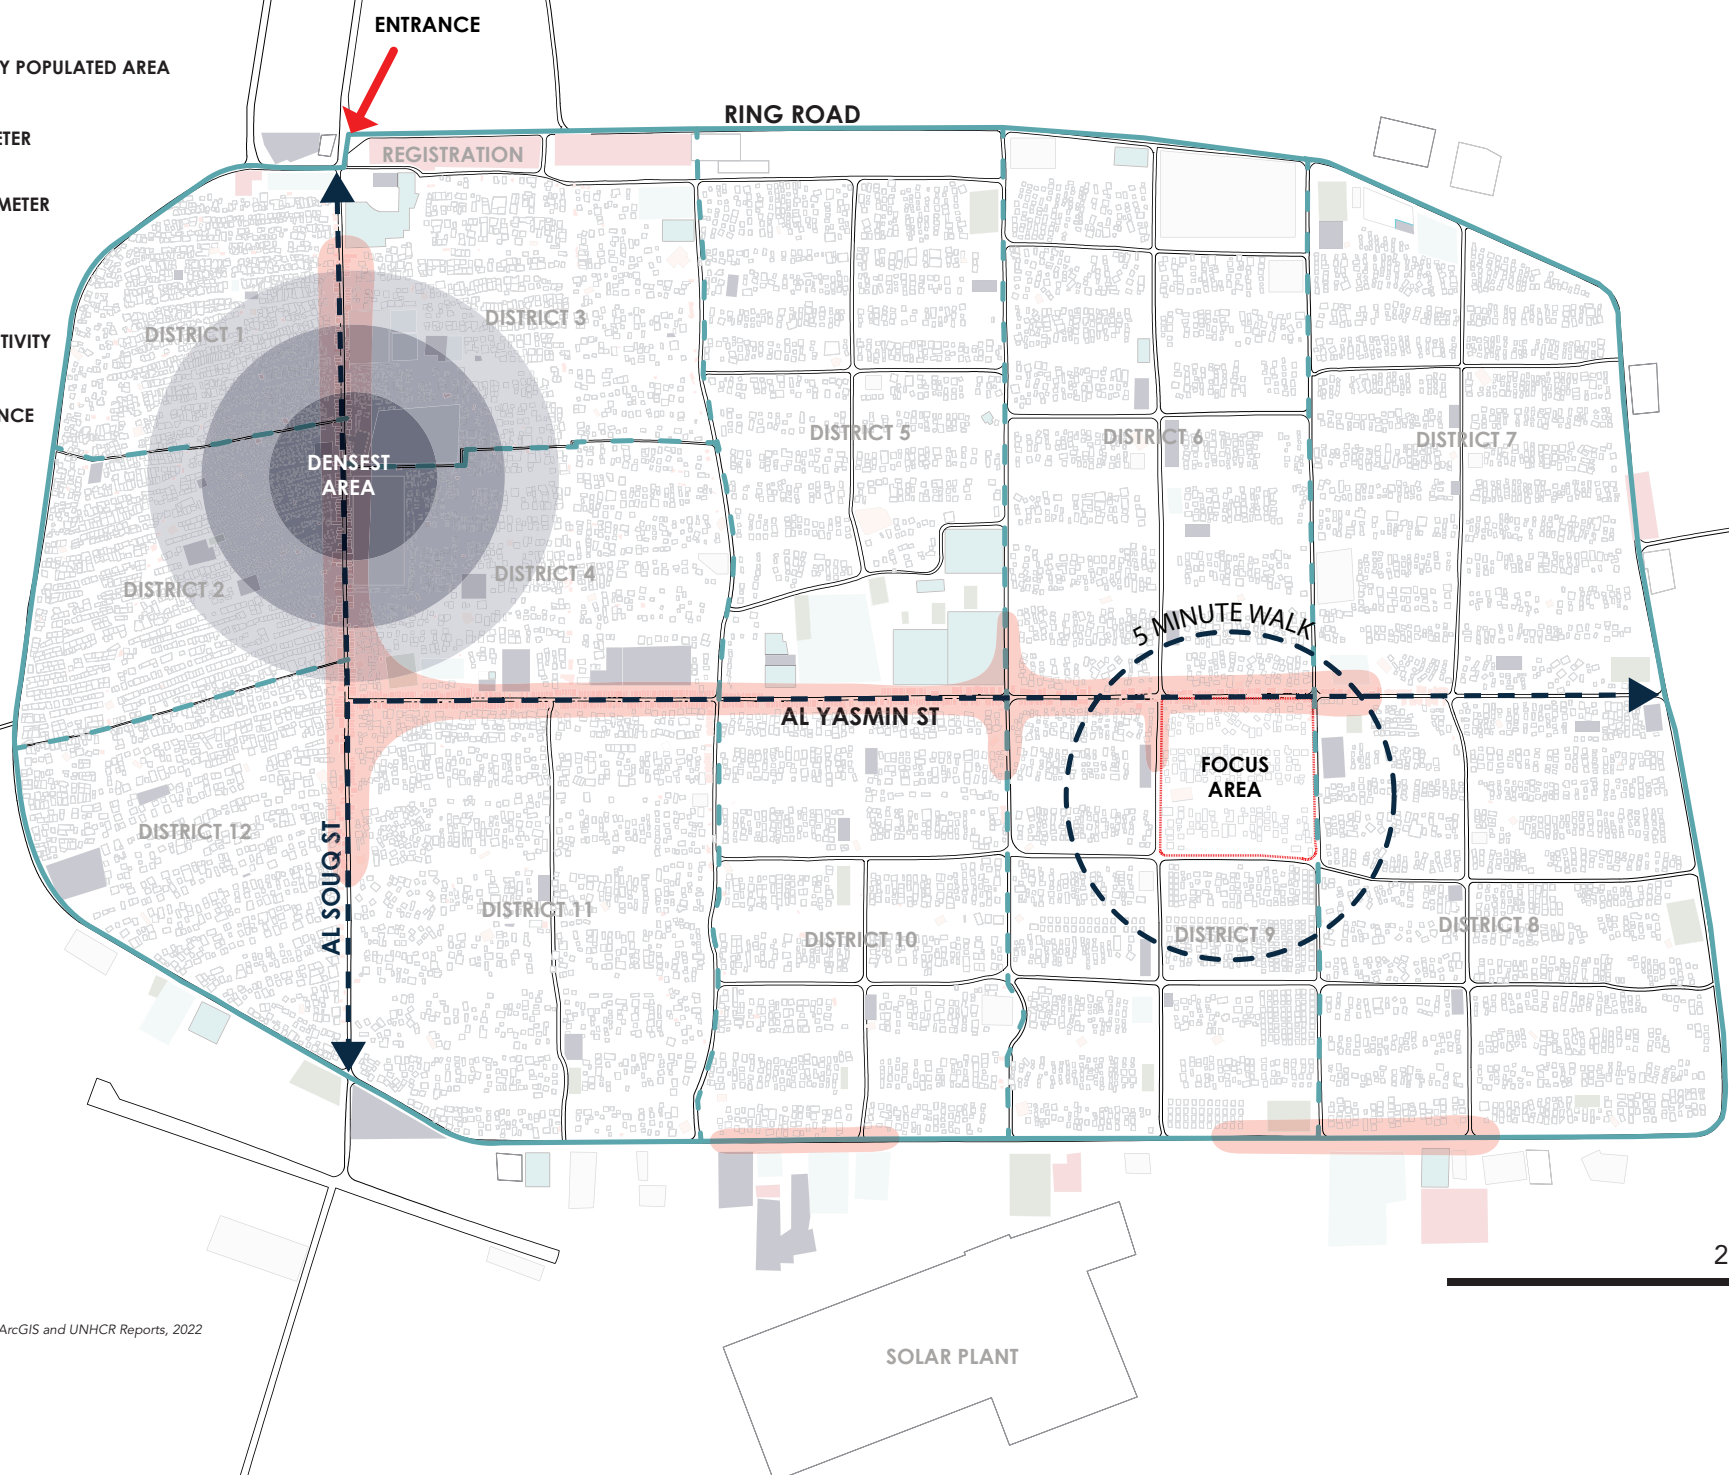 ENTRANCE
Y POPULATED AREA
RING ROAD
ETER
REGISTRATION
METER
DISTRICT 3
DISTRICT 1
TIVITY
NCE
DISTRICT 5
DISTRICT 6
DISTRICT 7
DENSEST
AREA
DISTRICT 4
DISTRICT 2
5 MINUTE WALK
AL YASMIN ST
FOCUS
AREA
DISTRICT 12
AL SOUQ ST
DISTRICT 11
DISTRICT 10
DISTRICT 9
DISTRICT 8
2
ArcGIS and UNHCR Reports, 2022
SOLAR PLANT